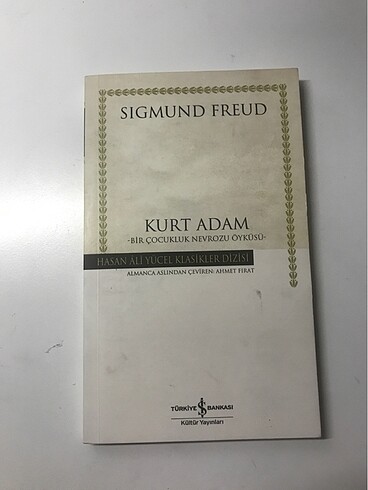 SIGMUND FREUD
KURT ADAM
-BİR ÇOCUKLUK NEVROZU ÖYKÜSÜ-
HASAN ÂLİ YÜCEL KLASİKLER DİZİSİ
ALMANCA ASLINDAN ÇEVİREN: AHMET FIRAT
TÜRKİYE İŞ BANKASI
Kültür Yayınları